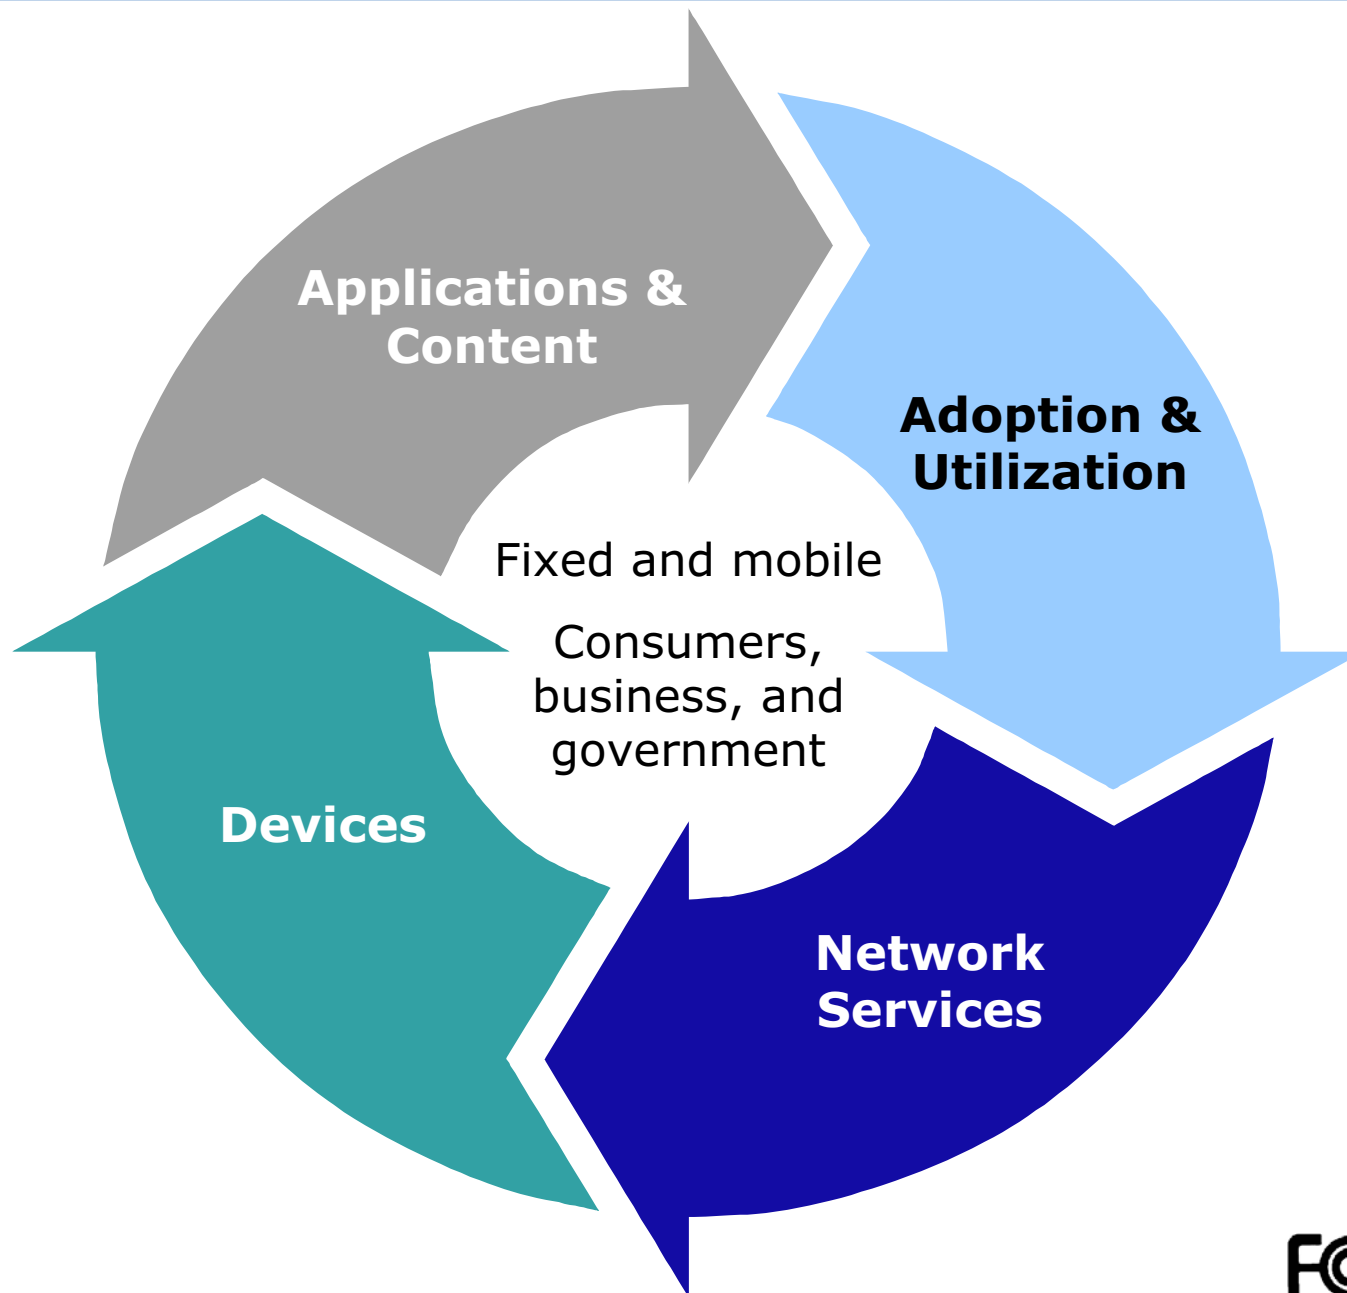 Applications &
Content
Adoption &
Utilization
Fixed and mobile
Consumers,
business, and
government
Devices
Network
Services